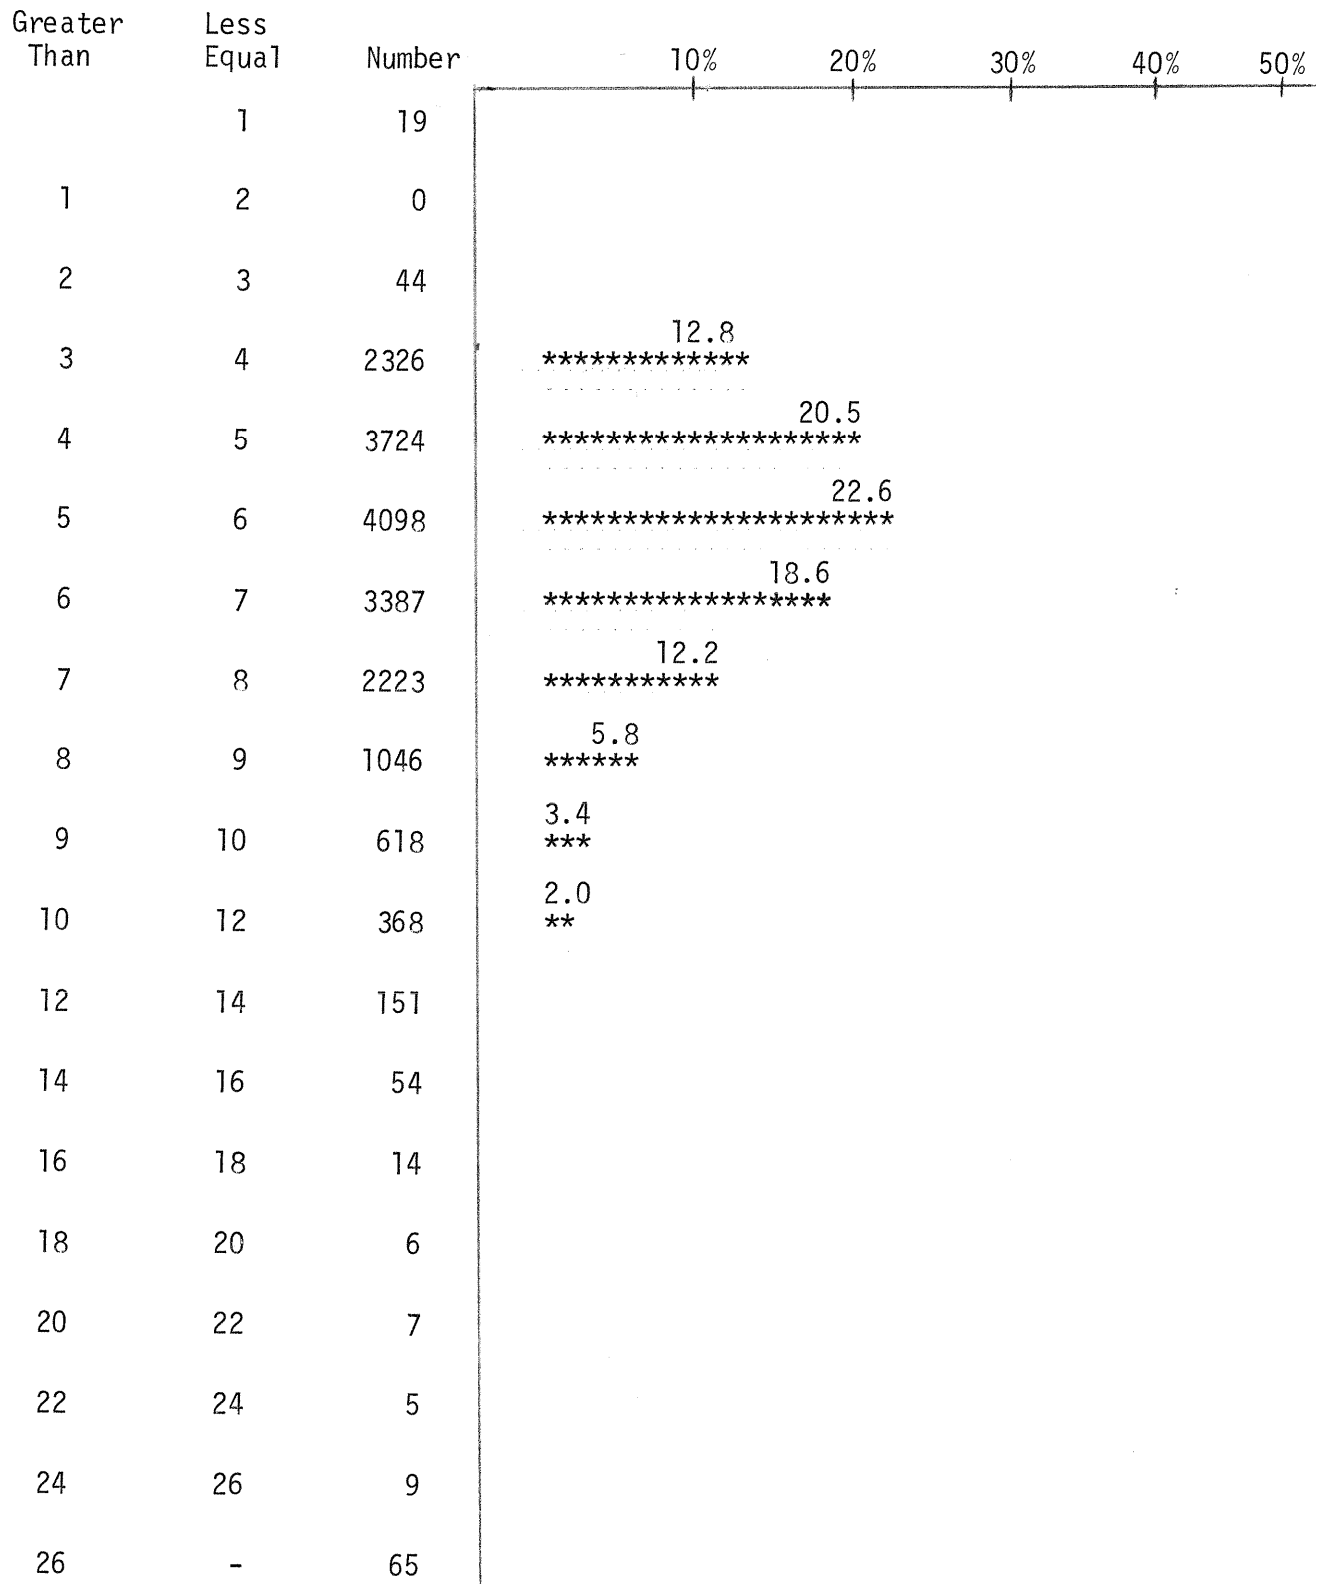 Greater Less
Than Equal Number 10% 20% 30% 40% 50%
1 19
1 2 0
2 3 44
12.8
3 4 2326 *************
20.5
4 5 3724 ********************
22.6
5 6 4098 **********************
18.6
6 7 3387 ******************
12.2
7 8 2223 ***********
5.8
8 9 1046 ******
3.4
9 10 618 ***
2.0
10 12 368 **
12 14 151
14 16 54
16 18 14
18 20 6
20 22 7
22 24 5
24 26 9
26 - 65